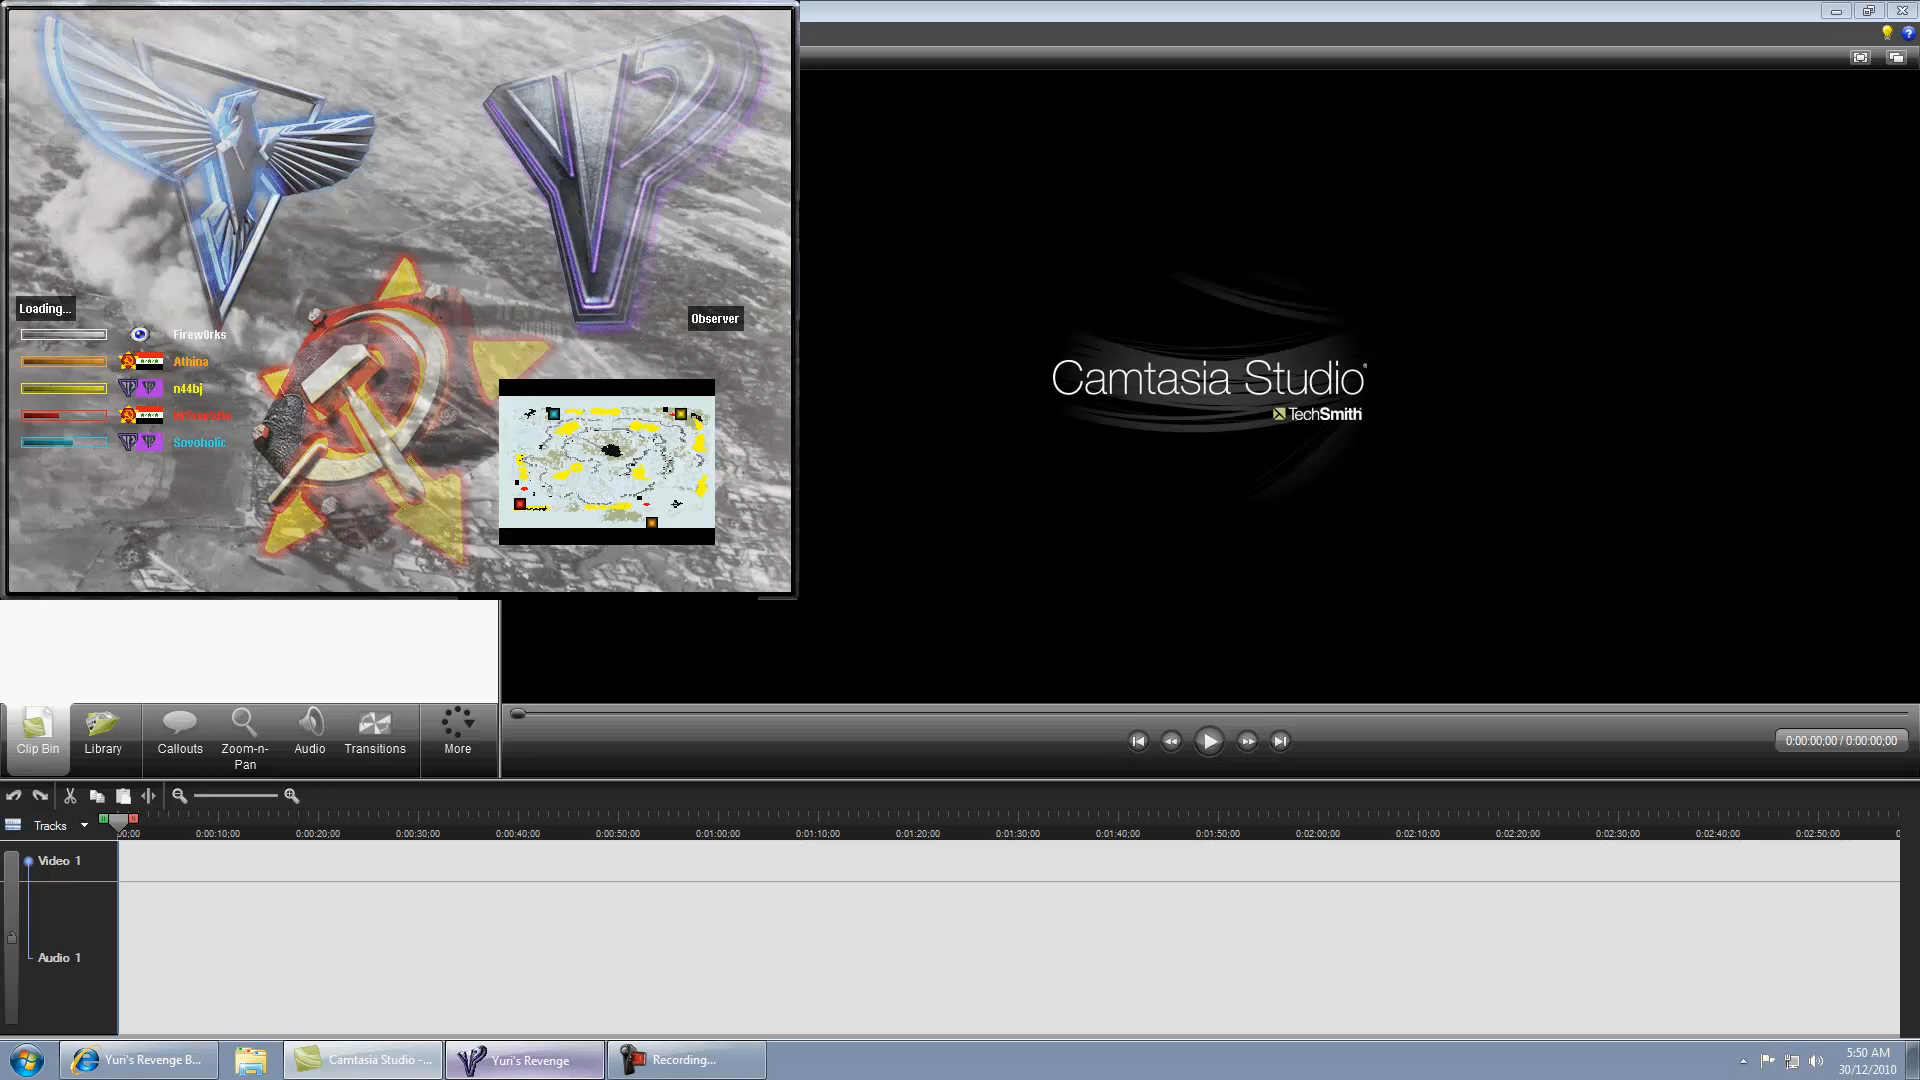 Loading...
Firew0rks
Athina
n44bj
Sovoholic
Observer
Camtasia Studio
TechSmith
Clip Bin
Library
Callouts
Zoom-n-
Pan
Audio
Transitions
More
0:00:00;00 / 0:00:00;00
Tracks
00;00
0:00:10;00
0:00:20;00
0:00:30;00
0:00:40;00
0:00:50;00
0:01:00;00
0:01:10;00
0:01:20;00
0:01:30;00
0:01:40;00
0:01:50;00
0:02:00;00
0:02:10;00
0:02:20;00
0:02:30;00
0:02:40;00
0:02:50;00
Video 1
Audio 1
Yuri's Revenge B...
Camtasia Studio -...
Yuri's Revenge
Recording...
5:50 AM
30/12/2010